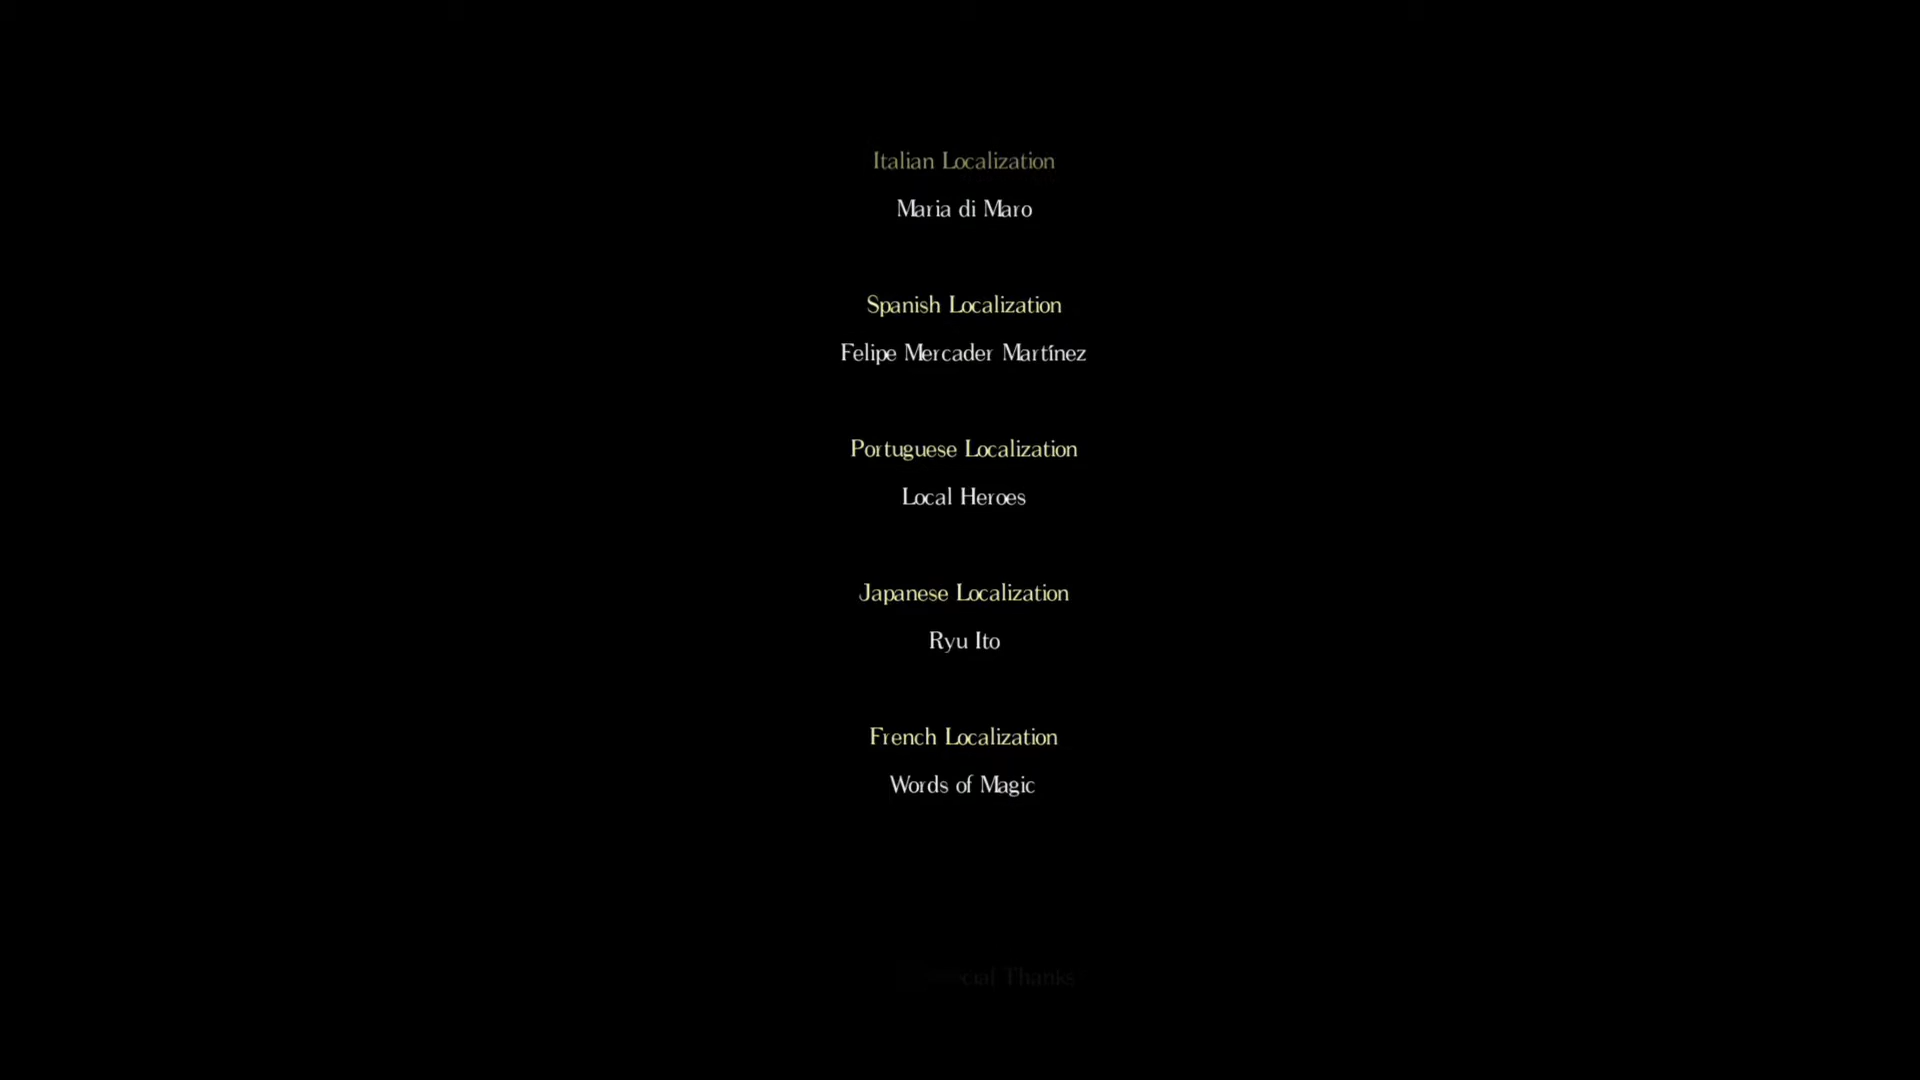 Italian Localization
Maria di Maro
Spanish Localization
Felipe Mercader Martínez
Portuguese Localization
Local Heroes
Japanese Localization
Ryu Ito
French Localization
Words of Magic
Thanks